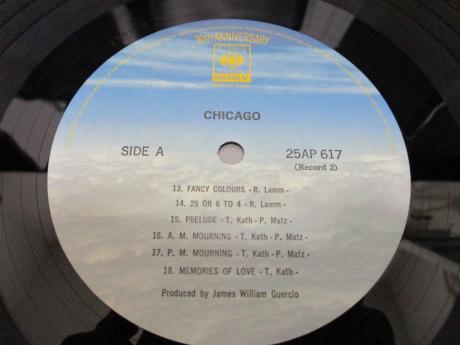 10TH ANNIVERSARY
CBS
SONY
CHICAGO
SIDE A
25AP 617
(Record 2)
13. FANCY COLOURS - R. Lamm -
14. 25 OR 6 TO 4 - R. Lamm -
15. PRELUDE - T. Kath - P. Matz -
16. A. M. MOURNING - T. Kath - P. Matz -
17. P. M. MOURNING - T. Kath - P. Matz -
18. MEMORIES OF LOVE - T. Kath -
Produced by James William Guercio